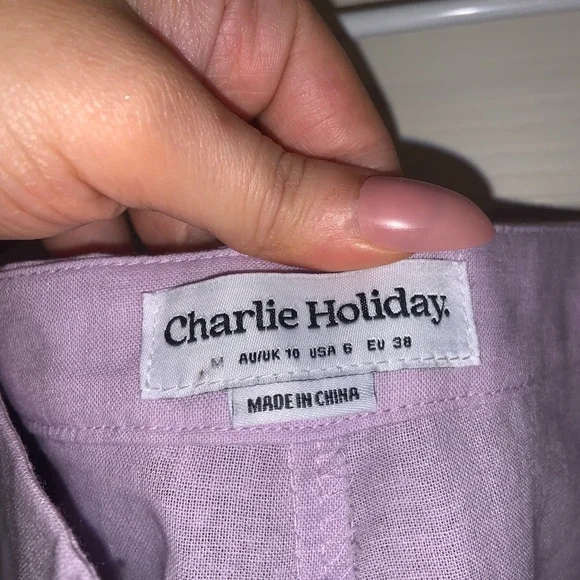 Charlie Holiday.
M AU/UK 10 USA 6 EU 38
MADE IN CHINA